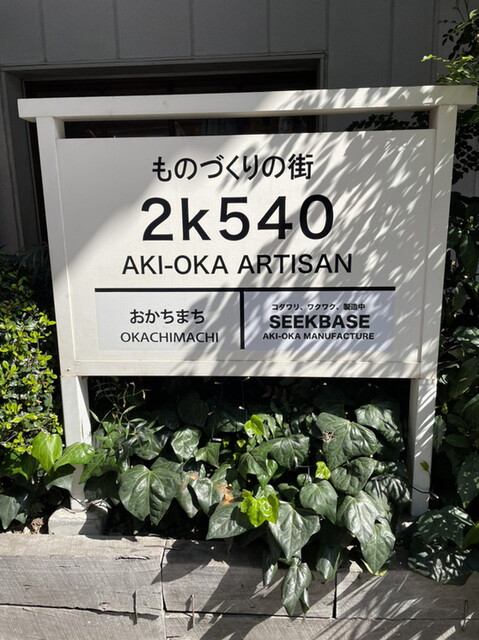 ものづくりの街
2k540
AKI-OKA ARTISAN
おかちまち
OKACHIMACHI
コダワリ、ワクワク、製造中
SEEKBASE
AKI-OKA MANUFACTURE